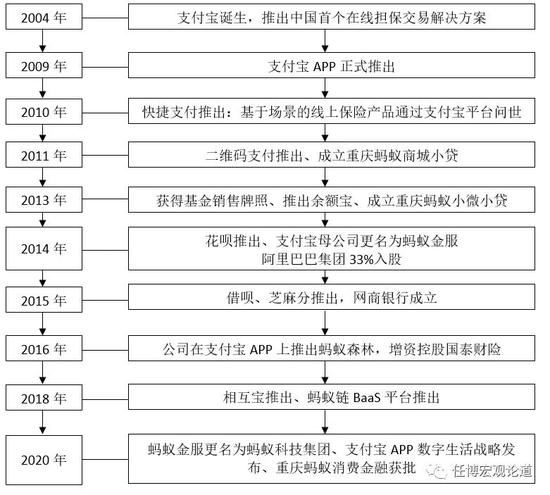 2004 年
支付宝诞生，推出中国首个在线担保交易解决方案
2009 年
支付宝 APP 正式推出
2010 年
快捷支付推出：基于场景的线上保险产品通过支付宝平台问世
2011 年
二维码支付推出、成立重庆蚂蚁商城小贷
2013 年
获得基金销售牌照、推出余额宝、成立重庆蚂蚁小微小贷
2014 年
花呗推出、支付宝母公司更名为蚂蚁金服
阿里巴巴集团 33%入股
2015 年
借呗、芝麻分推出，网商银行成立
2016 年
公司在支付宝 APP 上推出蚂蚁森林，增资控股国泰财险
2018 年
相互宝推出、蚂蚁链 BaaS 平台推出
2020 年
蚂蚁金服更名为蚂蚁科技集团、支付宝 APP 数字生活战略发
布、重庆蚂蚁消费金融获批
任博宏观论道